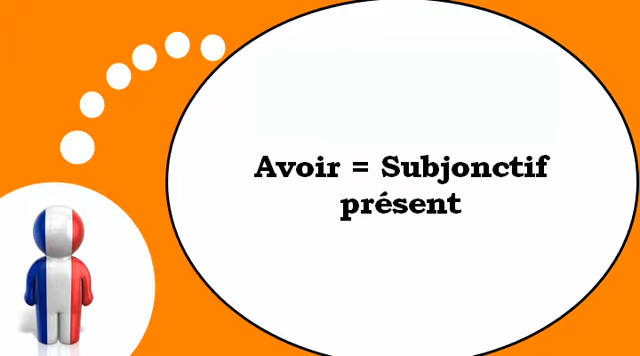 Avoir = Subjonctif
présent